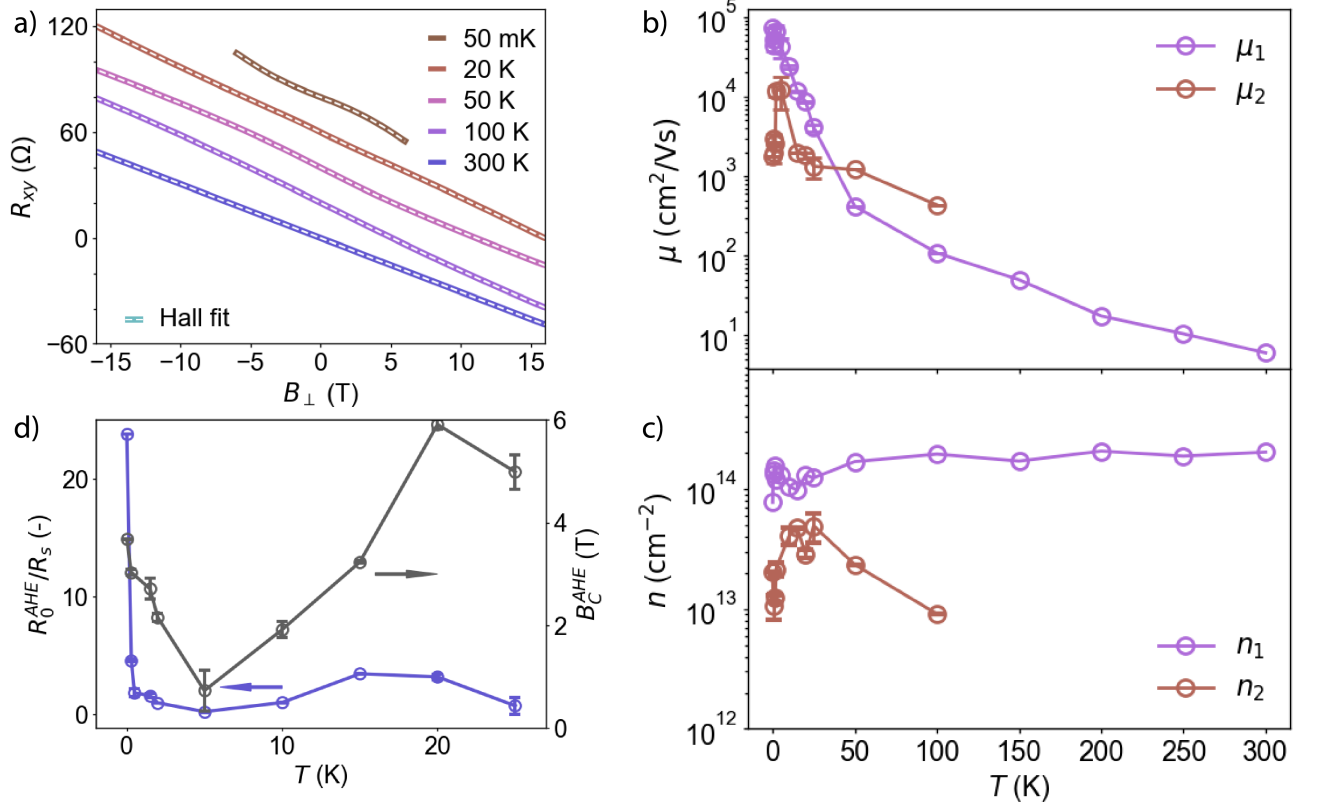 a)
120
60
0
−60
R_xy (Ω)
50 mK
20 K
50 K
100 K
300 K
Hall fit
−15 −10 −5 0 5 10 15
B_⊥ (T)
b)
10^5
10^4
10^3
10^2
10^1
μ (cm^2/Vs)
μ_1
μ_2
c)
10^14
10^13
10^12
n (cm^−2)
n_1
n_2
0 50 100 150 200 250 300
T (K)
d)
20
10
0
R_0^AHE/R_s (-)
6
4
2
0
B_C^AHE (T)
0 10 20
T (K)